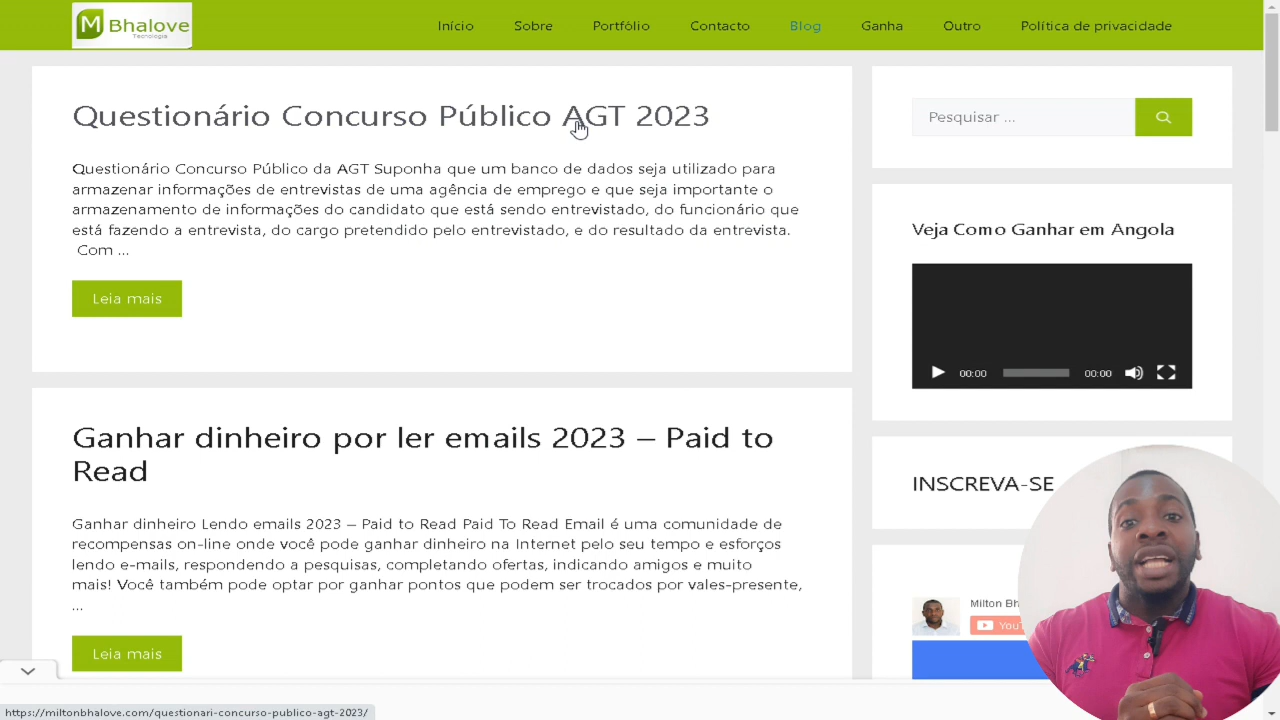 M Bhalove
Tecnologia
Início Sobre Portfólio Contacto Blog Ganha Outro Política de privacidade
Questionário Concurso Público AGT 2023
Questionário Concurso Público da AGT Suponha que um banco de dados seja utilizado para
armazenar informações de entrevistas de uma agência de emprego e que seja importante o
armazenamento de informações do candidato que está sendo entrevistado, do funcionário que
está fazendo a entrevista, do cargo pretendido pelo entrevistado, e do resultado da entrevista.
Com ...
Leia mais
Ganhar dinheiro por ler emails 2023 – Paid to
Read
Ganhar dinheiro Lendo emails 2023 – Paid to Read Paid To Read Email é uma comunidade de
recompensas on-line onde você pode ganhar dinheiro na Internet pelo seu tempo e esforços
lendo e-mails, respondendo a pesquisas, completando ofertas, indicando amigos e muito
mais! Você também pode optar por ganhar pontos que podem ser trocados por vales-presente,
...
Leia mais
Pesquisar ...
Veja Como Ganhar em Angola
00:00 00:00
INSCREVA-SE
Milton Bh
You
https://miltonbhalove.com/questionari-concurso-publico-agt-2023/